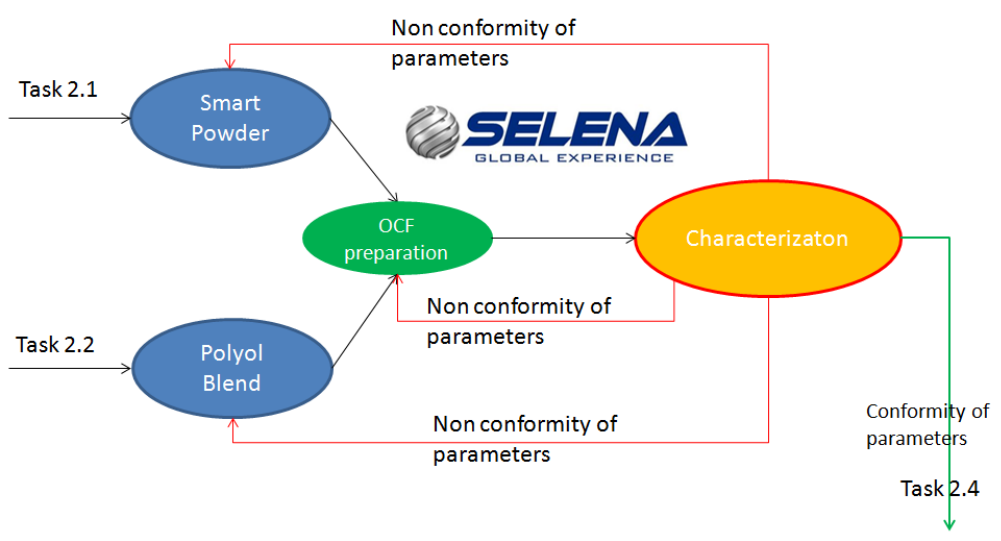 Non conformity of
parameters
Task 2.1
Smart
Powder
SELENA
GLOBAL EXPERIENCE
OCF
preparation
Characterizaton
Non conformity of
parameters
Task 2.2
Polyol
Blend
Non conformity of
parameters
Conformity of
parameters
Task 2.4